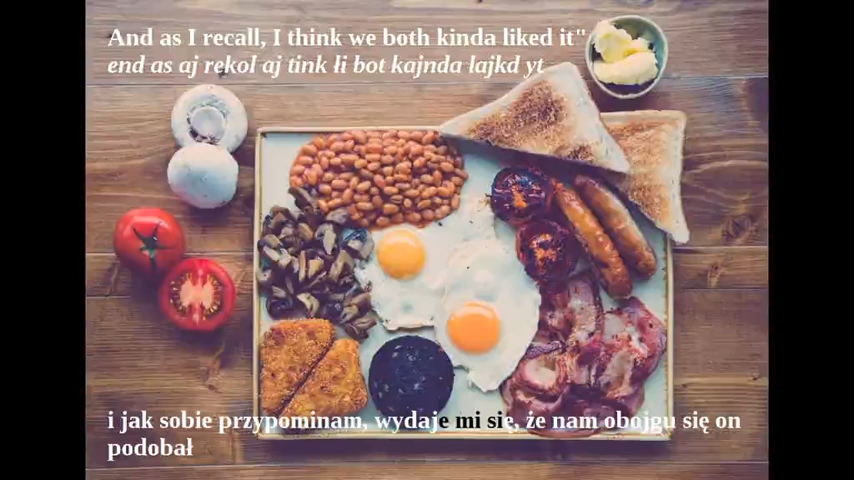 And as I recall, I think we both kinda liked it"
end as aj rekol aj tink łi bot kajnda lajkd yt
i jak sobie przypominam, wydaje mi się, że nam obojgu się on
podobał